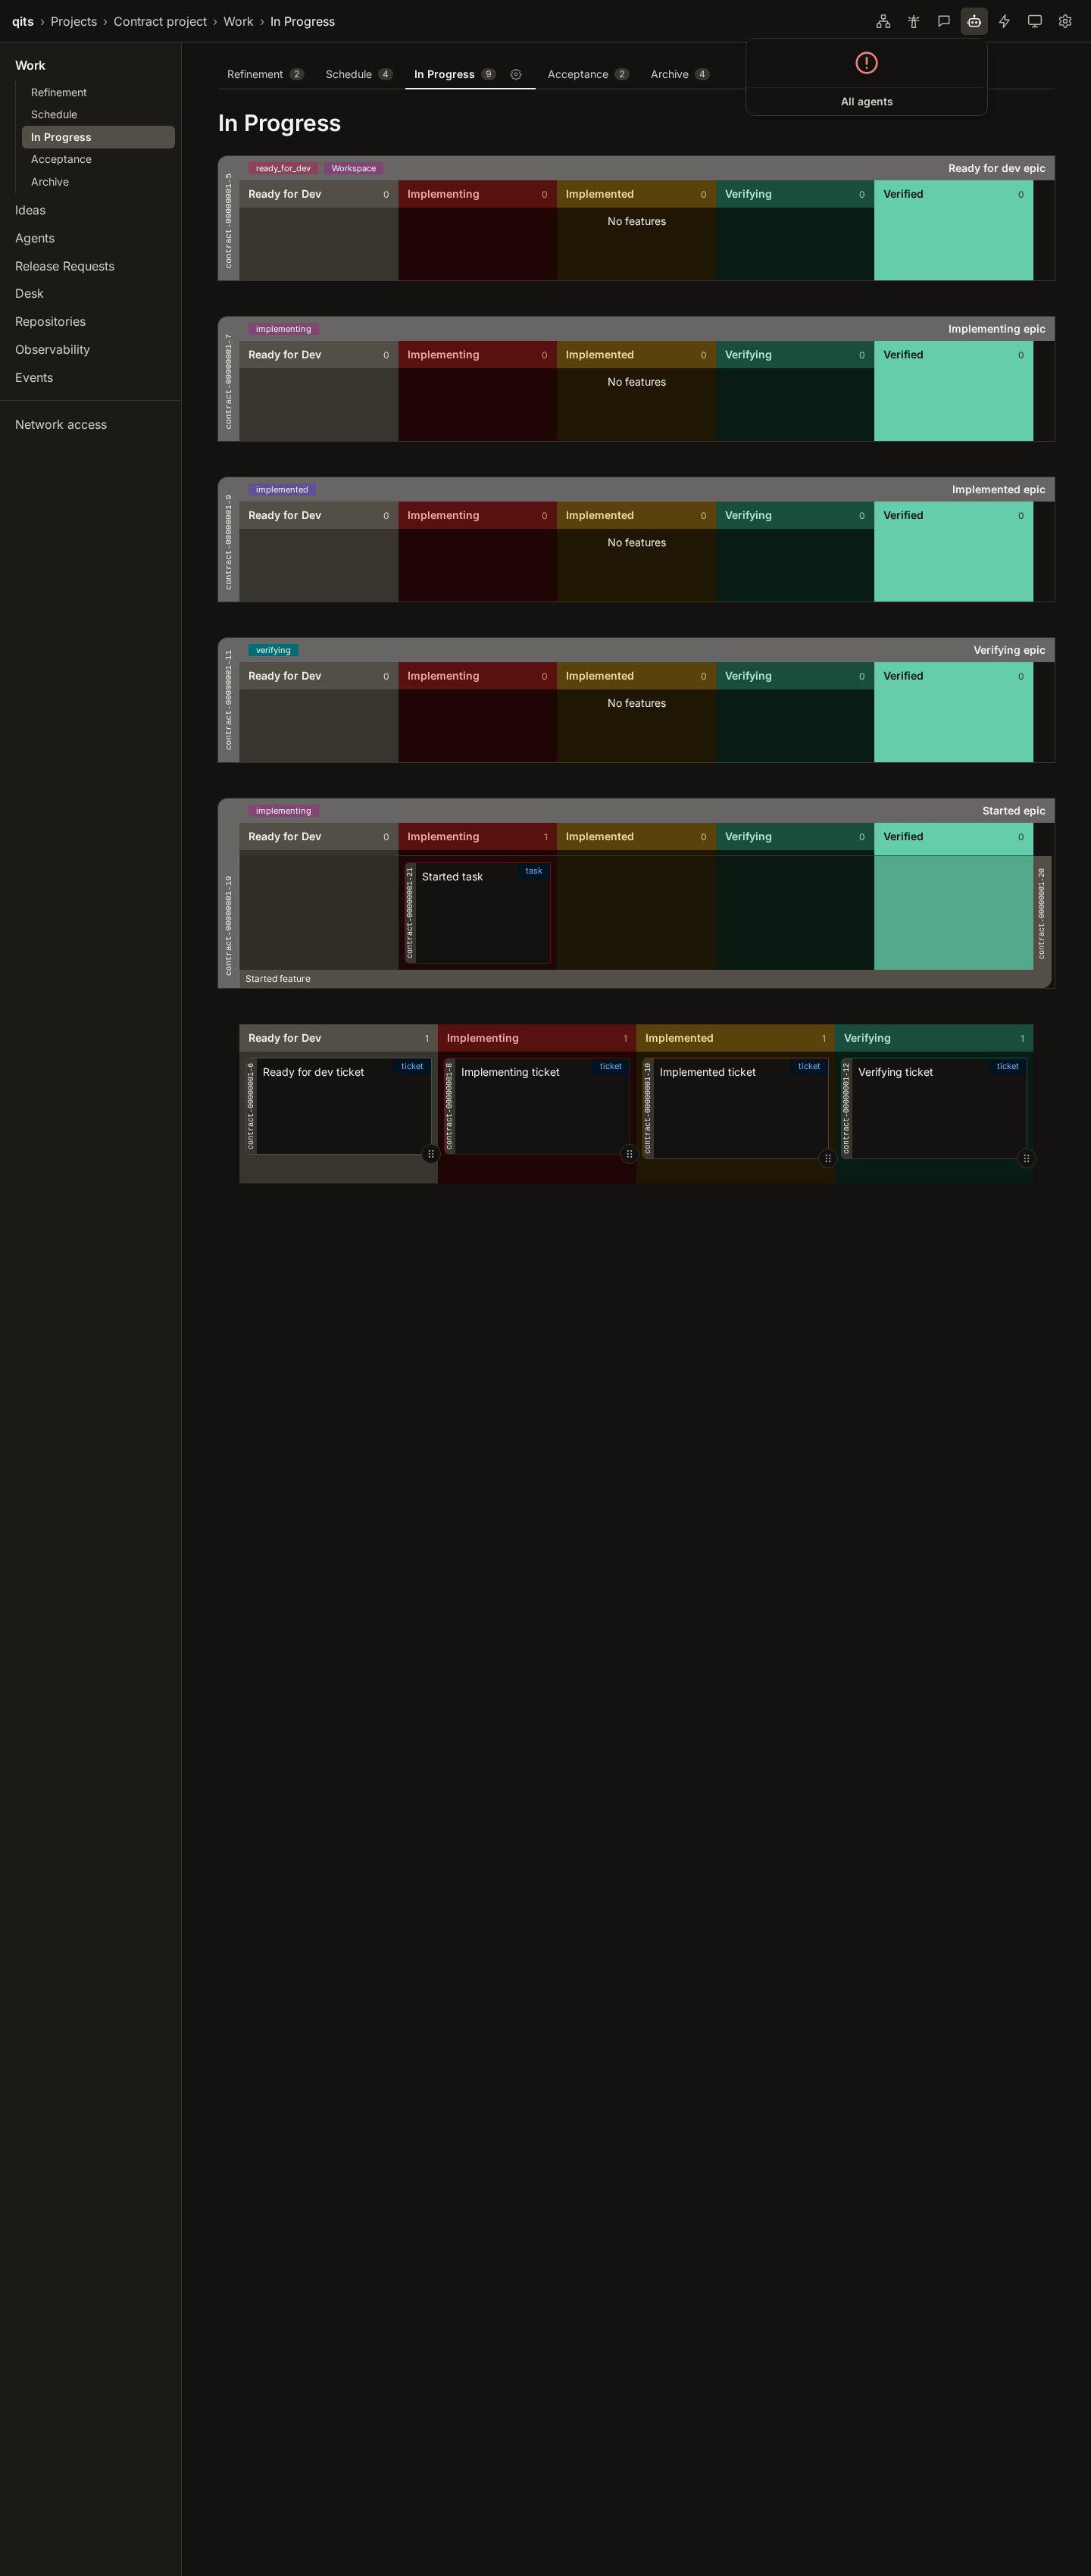 qits › Projects › Contract project › Work › In Progress
All agents
Work
Refinement
Schedule
In Progress
Acceptance
Archive
Ideas
Agents
Release Requests
Desk
Repositories
Observability
Events
Network access
Refinement 2 Schedule 4 In Progress 9 Acceptance 2 Archive 4
In Progress
contract-00000001-5
ready_for_dev Workspace Ready for dev epic
Ready for Dev 0 Implementing 0 Implemented 0 Verifying 0 Verified 0
No features
contract-00000001-7
implementing Implementing epic
Ready for Dev 0 Implementing 0 Implemented 0 Verifying 0 Verified 0
No features
contract-00000001-9
implemented Implemented epic
Ready for Dev 0 Implementing 0 Implemented 0 Verifying 0 Verified 0
No features
contract-00000001-11
verifying Verifying epic
Ready for Dev 0 Implementing 0 Implemented 0 Verifying 0 Verified 0
No features
contract-00000001-19
implementing Started epic
Ready for Dev 0 Implementing 1 Implemented 0 Verifying 0 Verified 0
contract-00000001-21
Started task task
contract-00000001-20
Started feature
Ready for Dev 1 Implementing 1 Implemented 1 Verifying 1
contract-00000001-6
Ready for dev ticket ticket
contract-00000001-8
Implementing ticket ticket
contract-00000001-10
Implemented ticket ticket
contract-00000001-12
Verifying ticket ticket